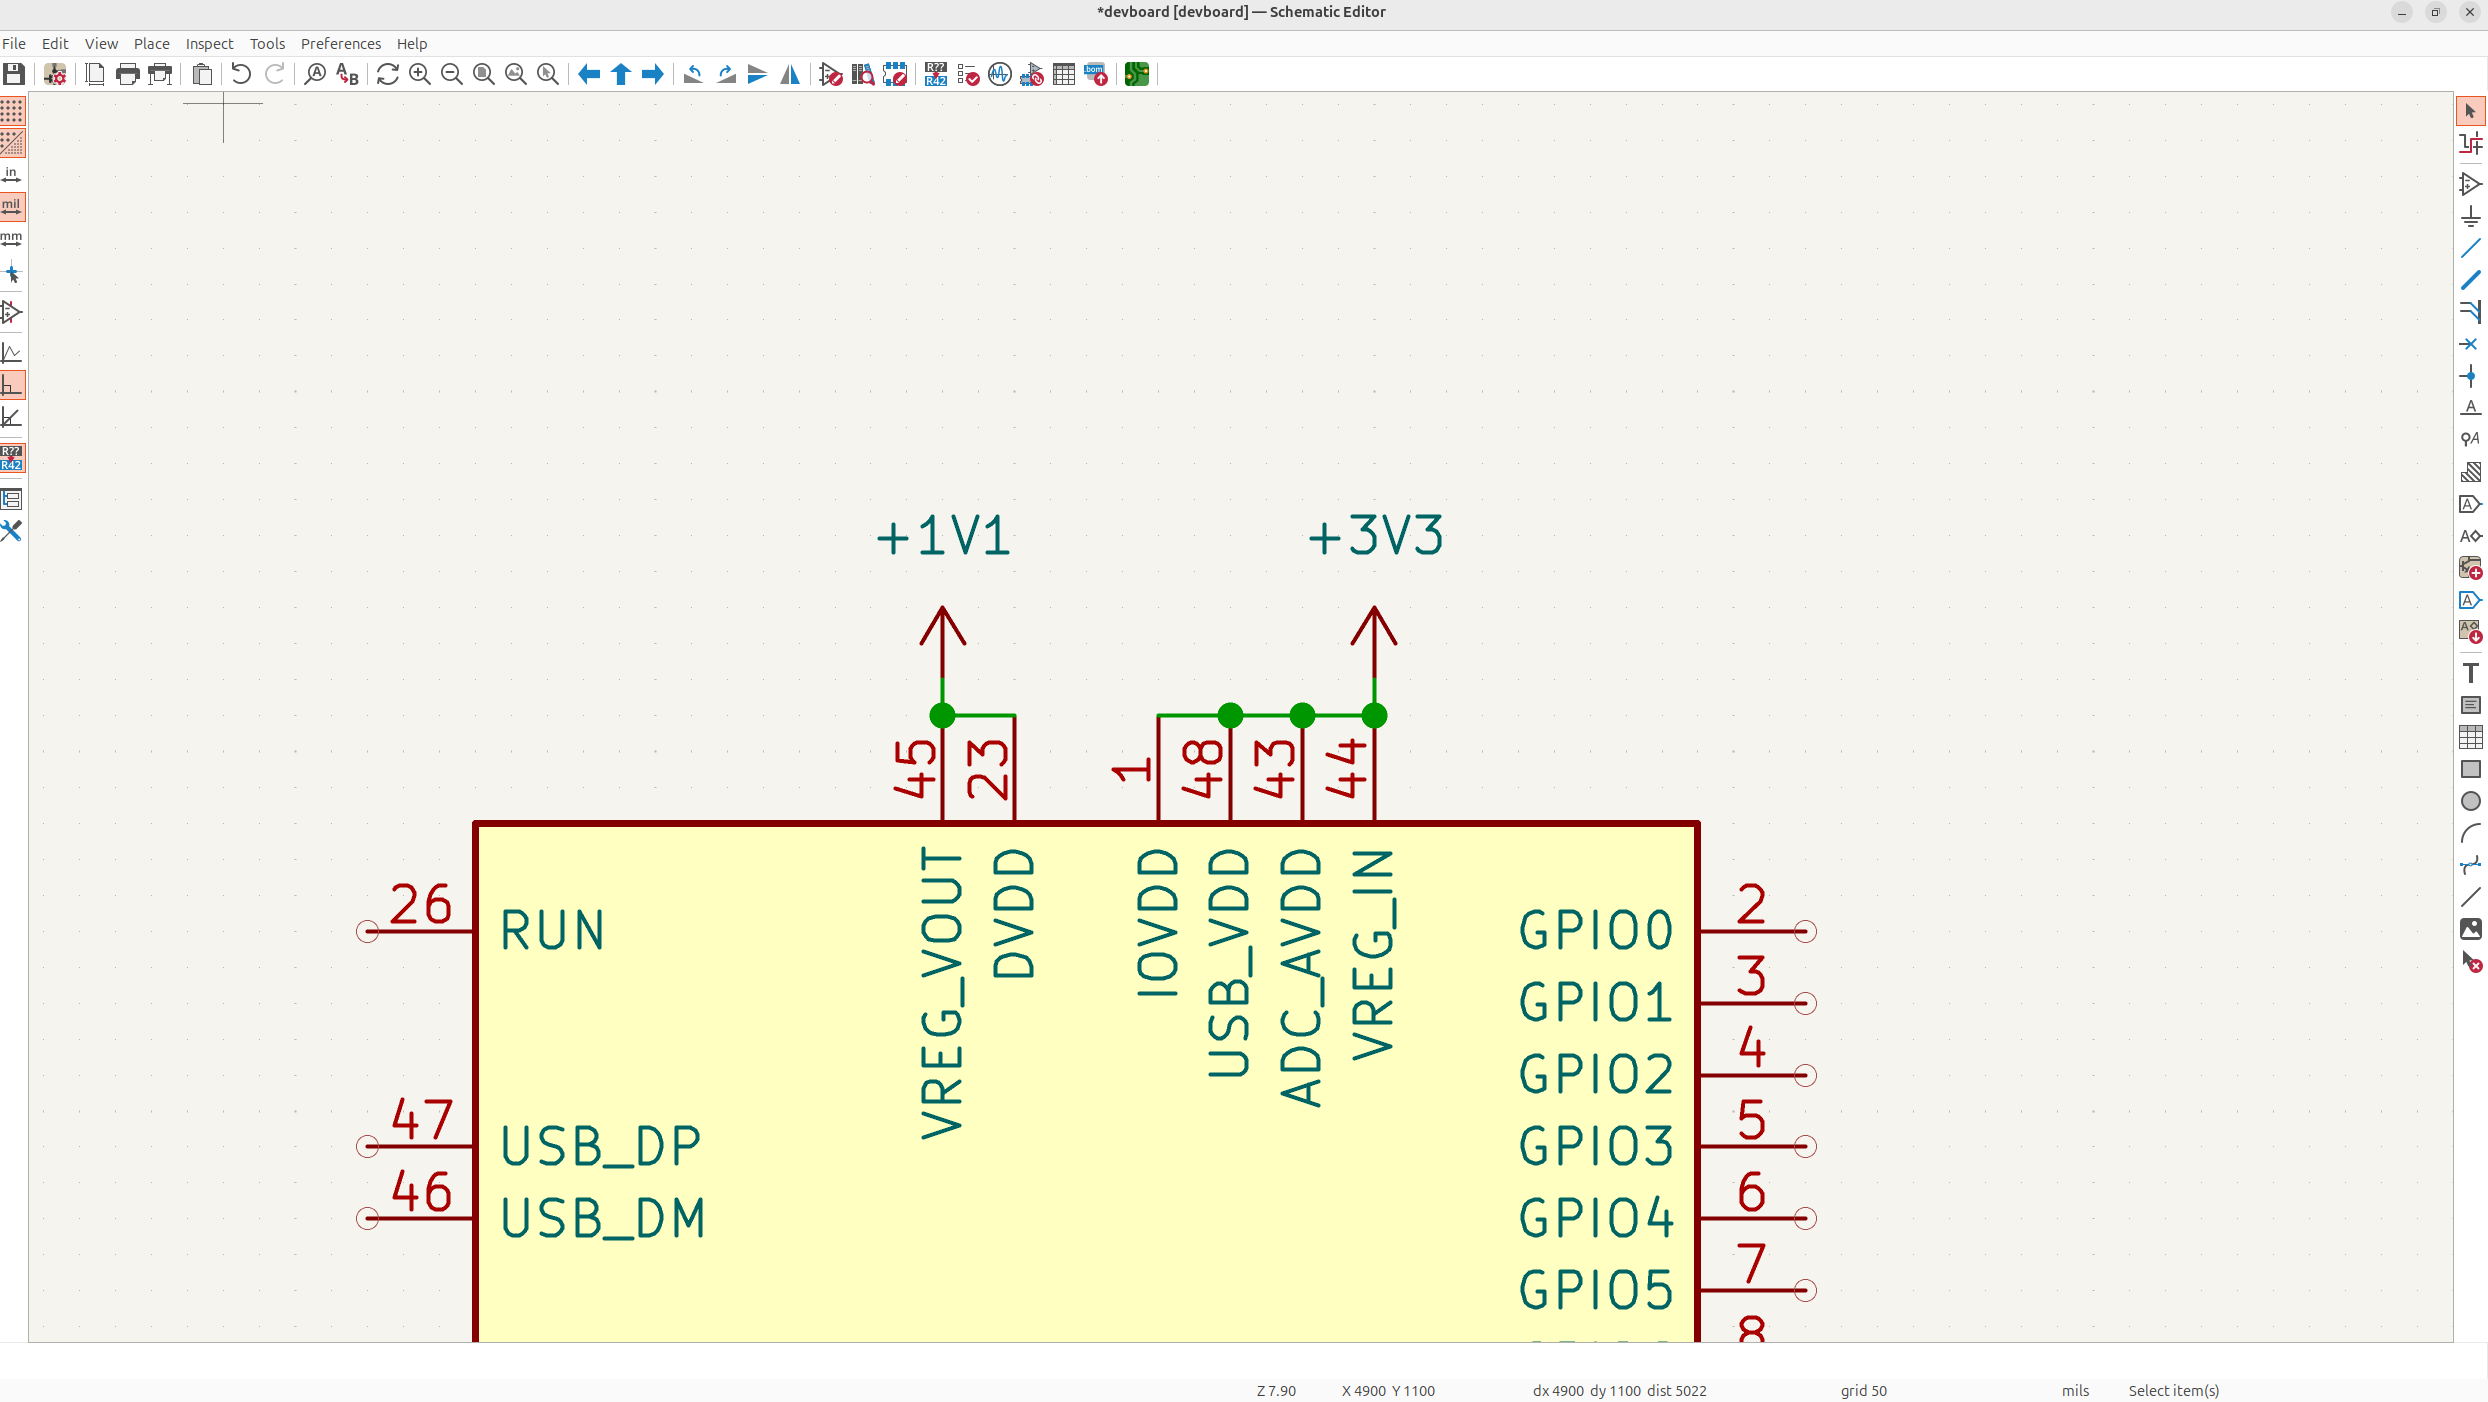 *devboard [devboard] — Schematic Editor
File Edit View Place Inspect Tools Preferences Help
in
mil
mm
R??
R42
R??
R42
bom
A
B
A
A
A
A
A
A
T
+1V1
+3V3
45
23
1
48
43
44
VREG_VOUT
DVDD
IOVDD
USB_VDD
ADC_AVDD
VREG_IN
26
RUN
47
USB_DP
46
USB_DM
GPIO0
2
GPIO1
3
GPIO2
4
GPIO3
5
GPIO4
6
GPIO5
7
8
Z 7.90 X 4900 Y 1100 dx 4900 dy 1100 dist 5022 grid 50 mils Select item(s)